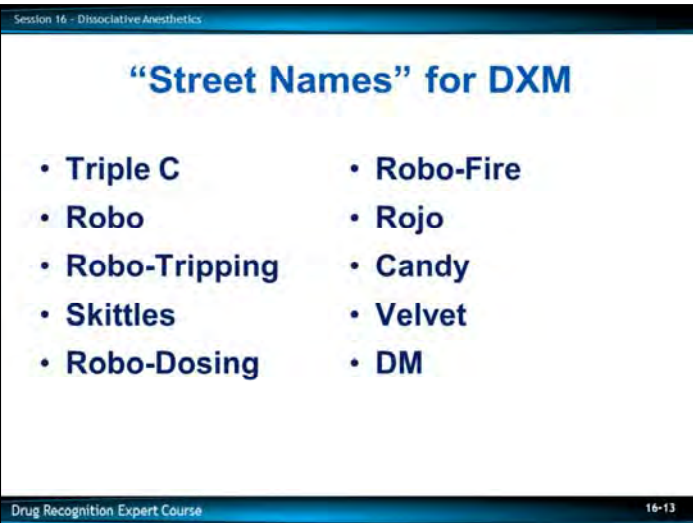 Session 16 - Dissociative Anesthetics
“Street Names” for DXM
• Triple C
• Robo
• Robo-Tripping
• Skittles
• Robo-Dosing
• Robo-Fire
• Rojo
• Candy
• Velvet
• DM
Drug Recognition Expert Course
16-13